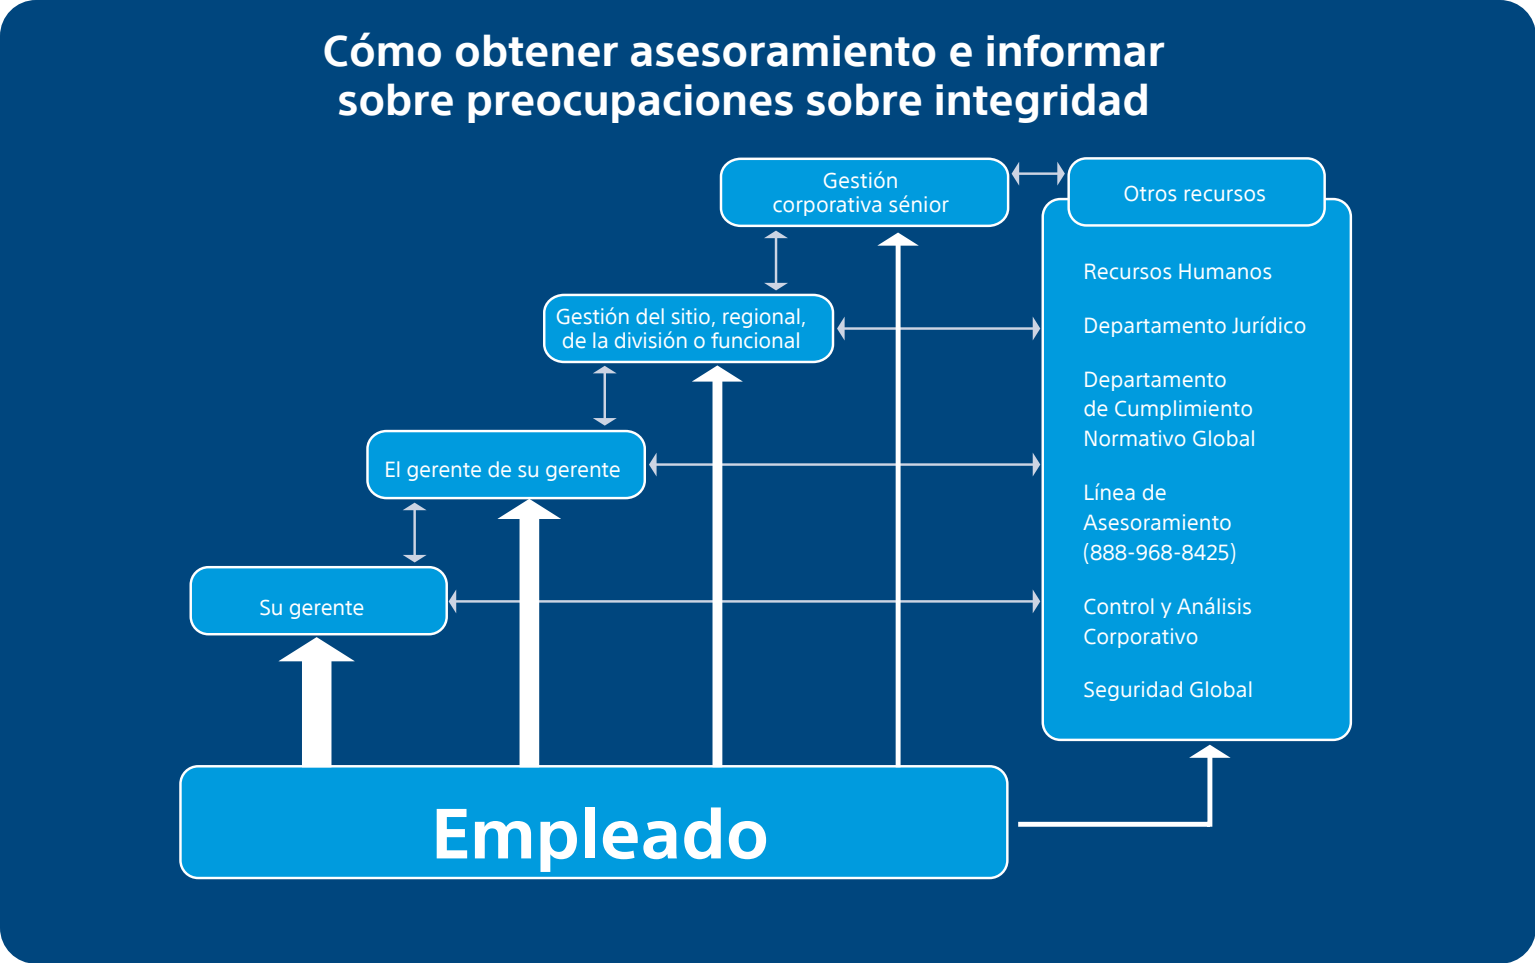 Cómo obtener asesoramiento e informar
sobre preocupaciones sobre integridad
Gestión
corporativa sénior
Otros recursos
Recursos Humanos
Departamento Jurídico
Departamento
de Cumplimiento
Normativo Global
Línea de
Asesoramiento
(888-968-8425)
Control y Análisis
Corporativo
Seguridad Global
Gestión del sitio, regional,
de la división o funcional
El gerente de su gerente
Su gerente
Empleado